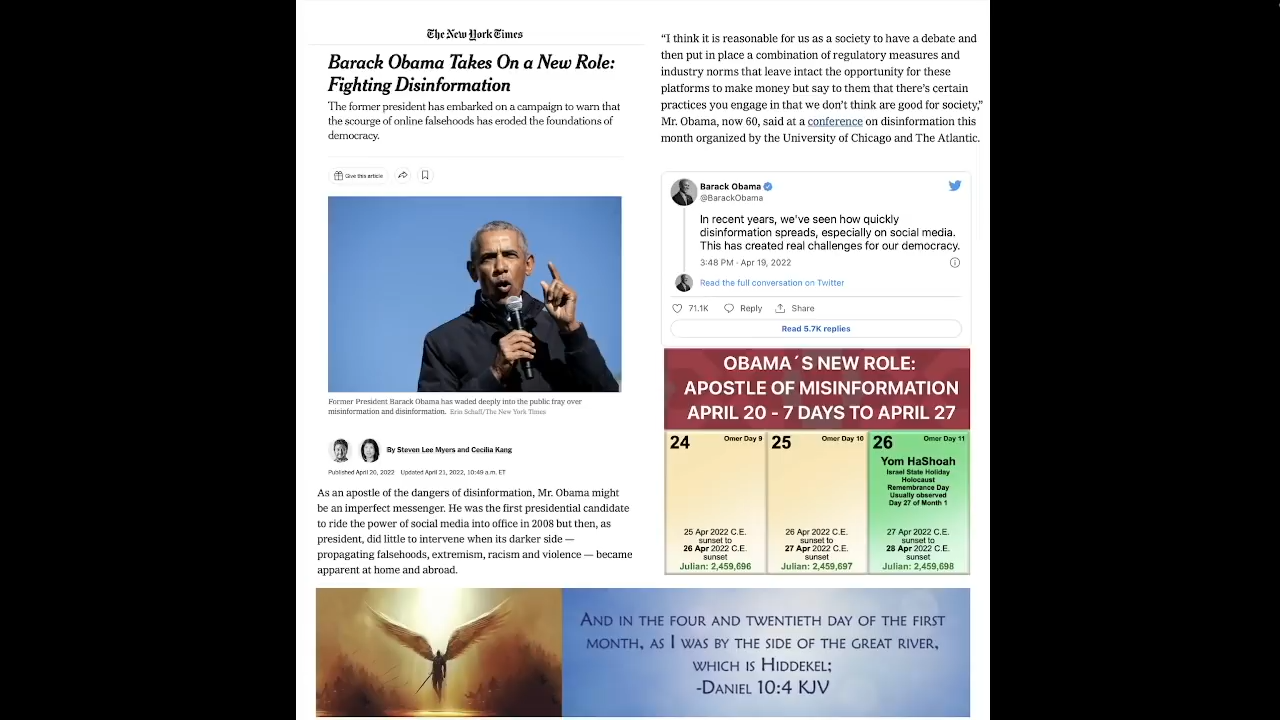 The New York Times
Barack Obama Takes On a New Role:
Fighting Disinformation
The former president has embarked on a campaign to warn that
the scourge of online falsehoods has eroded the foundations of
democracy.
Give this article
Former President Barack Obama has waded deeply into the public fray over
misinformation and disinformation. Erin Schaff/The New York Times
By Steven Lee Myers and Cecilia Kang
Published April 20, 2022 Updated April 21, 2022, 10:49 a.m. ET
As an apostle of the dangers of disinformation, Mr. Obama might
be an imperfect messenger. He was the first presidential candidate
to ride the power of social media into office in 2008 but then, as
president, did little to intervene when its darker side —
propagating falsehoods, extremism, racism and violence — became
apparent at home and abroad.
“I think it is reasonable for us as a society to have a debate and
then put in place a combination of regulatory measures and
industry norms that leave intact the opportunity for these
platforms to make money but say to them that there’s certain
practices you engage in that we don’t think are good for society,”
Mr. Obama, now 60, said at a conference on disinformation this
month organized by the University of Chicago and The Atlantic.
Barack Obama
@BarackObama
In recent years, we've seen how quickly
disinformation spreads, especially on social media.
This has created real challenges for our democracy.
3:48 PM · Apr 19, 2022
Read the full conversation on Twitter
71.1K Reply Share
Read 5.7K replies
OBAMA´S NEW ROLE:
APOSTLE OF MISINFORMATION
APRIL 20 - 7 DAYS TO APRIL 27
24 Omer Day 9
25 Apr 2022 C.E.
sunset to
26 Apr 2022 C.E.
sunset
Julian: 2,459,696
25 Omer Day 10
26 Apr 2022 C.E.
sunset to
27 Apr 2022 C.E.
sunset
Julian: 2,459,697
26 Omer Day 11
Yom HaShoah
Israel State Holiday
Holocaust
Remembrance Day
Usually observed
Day 27 of Month 1
27 Apr 2022 C.E.
sunset to
28 Apr 2022 C.E.
sunset
Julian: 2,459,698
And in the four and twentieth day of the first
month, as I was by the side of the great river,
which is Hiddekel;
-Daniel 10:4 KJV